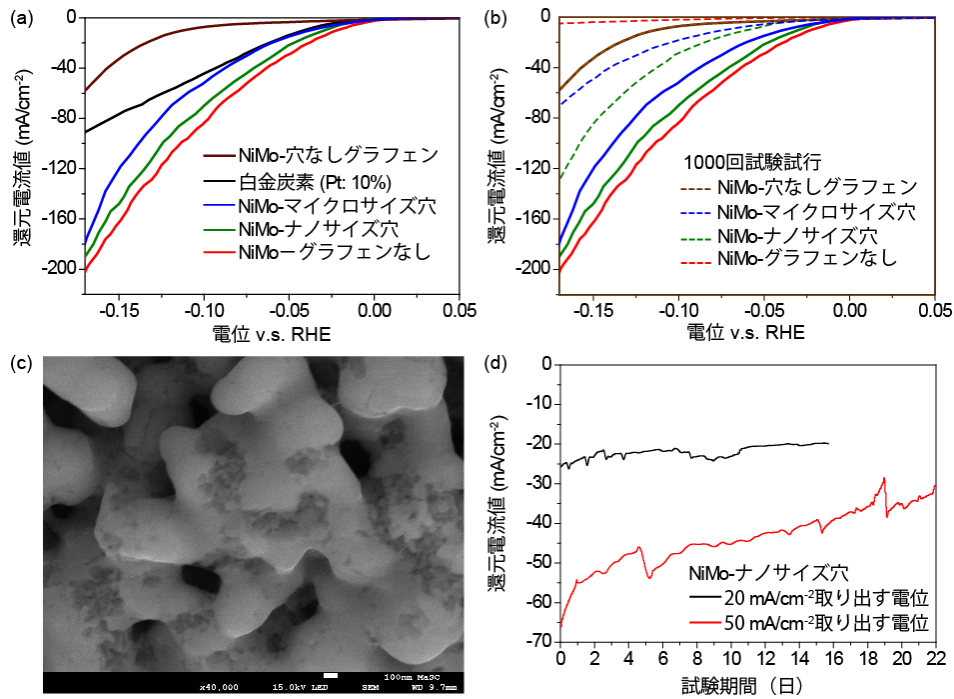 (a)
0
-40
-80
-120
-160
-200
還元電流値 (mA/cm⁻²)
NiMo-穴なしグラフェン
白金炭素 (Pt: 10%)
NiMo-マイクロサイズ穴
NiMo-ナノサイズ穴
NiMo－グラフェンなし
-0.15 -0.10 -0.05 0.00 0.05
電位 v.s. RHE
(b)
0
-40
-80
-120
-160
-200
還元電流値 (mA/cm⁻²)
1000回試験試行
NiMo-穴なしグラフェン
NiMo-マイクロサイズ穴
NiMo-ナノサイズ穴
NiMo-グラフェンなし
-0.15 -0.10 -0.05 0.00 0.05
電位 v.s. RHE
(c)
100nm MaSC
x40,000 15.0kV LED SEM WD 9.7mm
(d)
0
-10
-20
-30
-40
-50
-60
-70
還元電流値 (mA/cm⁻²)
NiMo-ナノサイズ穴
20 mA/cm⁻²取り出す電位
50 mA/cm⁻²取り出す電位
0 2 4 6 8 10 12 14 16 18 20 22
試験期間（日）